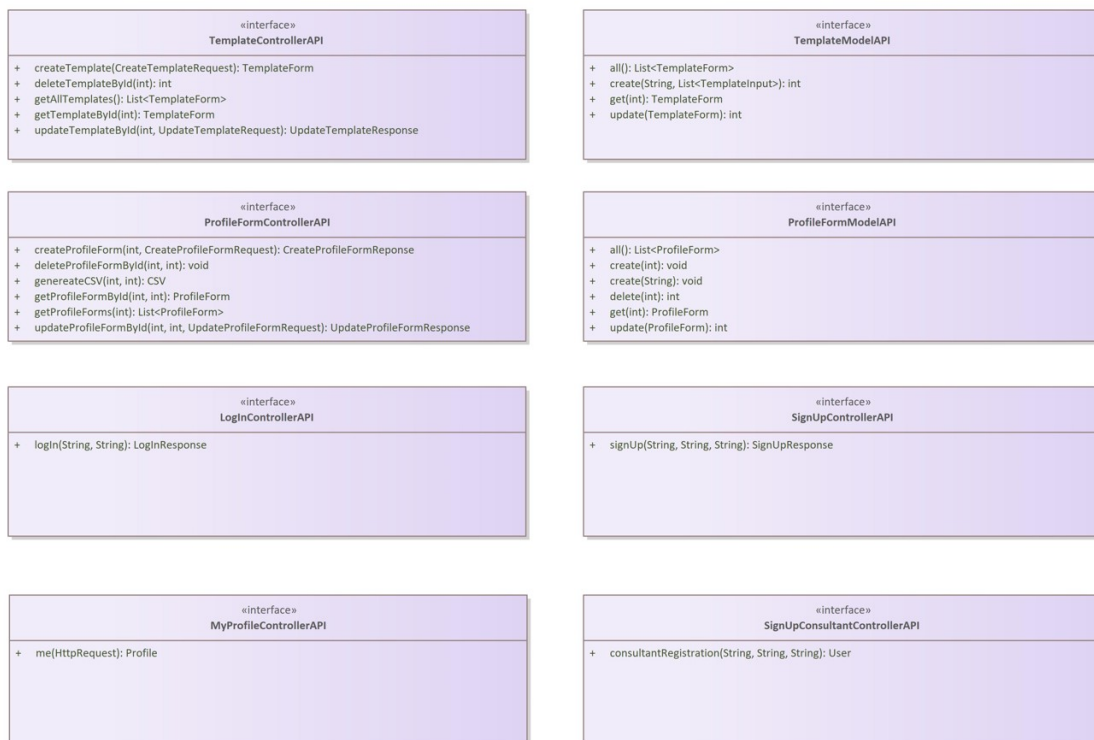 «interface»
TemplateControllerAPI
+ createTemplate(CreateTemplateRequest): TemplateForm
+ deleteTemplateById(int): int
+ getAllTemplates(): List<TemplateForm>
+ getTemplateById(int): TemplateForm
+ updateTemplateById(int, UpdateTemplateRequest): UpdateTemplateResponse
«interface»
TemplateModelAPI
+ all(): List<TemplateForm>
+ create(String, List<TemplateInput>): int
+ get(int): TemplateForm
+ update(TemplateForm): int
«interface»
ProfileFormControllerAPI
+ createProfileForm(int, CreateProfileFormRequest): CreateProfileFormReponse
+ deleteProfileFormById(int, int): void
+ genereateCSV(int, int): CSV
+ getProfileFormById(int, int): ProfileForm
+ getProfileForms(int): List<ProfileForm>
+ updateProfileFormById(int, int, UpdateProfileFormRequest): UpdateProfileFormResponse
«interface»
ProfileFormModelAPI
+ all(): List<ProfileForm>
+ create(int): void
+ create(String): void
+ delete(int): int
+ get(int): ProfileForm
+ update(ProfileForm): int
«interface»
LogInControllerAPI
+ logIn(String, String): LogInResponse
«interface»
SignUpControllerAPI
+ signUp(String, String, String): SignUpResponse
«interface»
MyProfileControllerAPI
+ me(HttpRequest): Profile
«interface»
SignUpConsultantControllerAPI
+ consultantRegistration(String, String, String): User